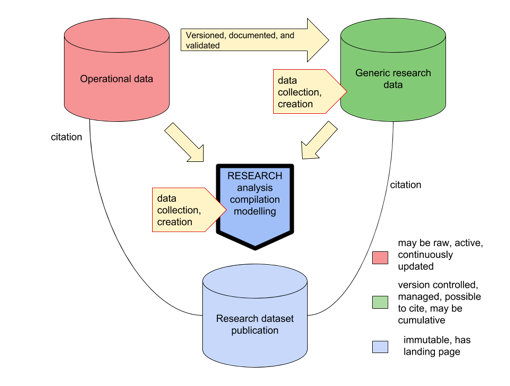 Versioned, documented, and
validated
Operational data
Generic research
data
data
collection,
creation
citation
RESEARCH
analysis
compilation
modelling
data
collection,
creation
citation
may be raw, active,
continuously
updated
version controlled,
managed, possible
to cite, may be
cumulative
Research dataset
publication
immutable, has
landing page